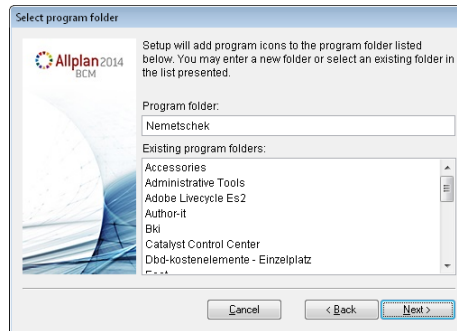 Select program folder
Allplan 2014
BCM
Setup will add program icons to the program folder listed
below. You may enter a new folder or select an existing folder in
the list presented.
Program folder:
Nemetschek
Existing program folders:
Accessories
Administrative Tools
Adobe Livecycle Es2
Author-it
Bki
Catalyst Control Center
Dbd-kostenelemente - Einzelplatz
Cancel
< Back
Next >